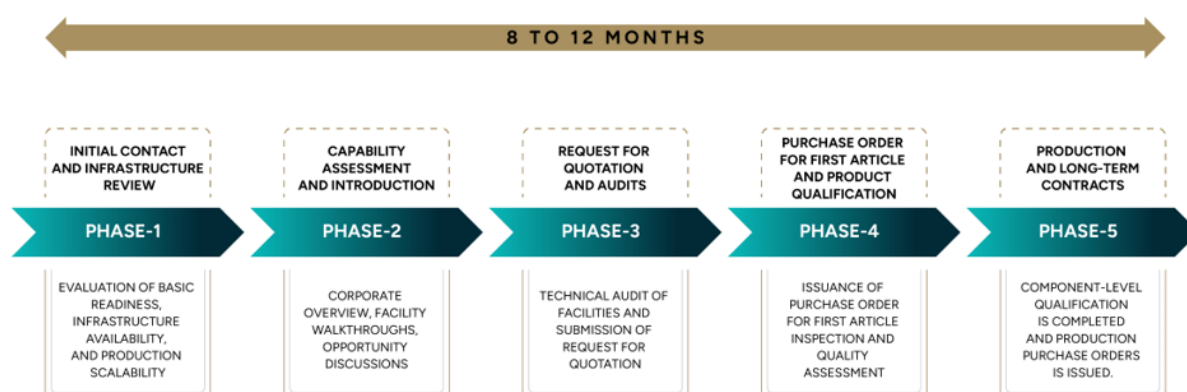 8 TO 12 MONTHS
INITIAL CONTACT
AND INFRASTRUCTURE
REVIEW
PHASE-1
EVALUATION OF BASIC
READINESS,
INFRASTRUCTURE
AVAILABILITY,
AND PRODUCTION
SCALABILITY
CAPABILITY
ASSESSMENT
AND INTRODUCTION
PHASE-2
CORPORATE
OVERVIEW, FACILITY
WALKTHROUGHS,
OPPORTUNITY
DISCUSSIONS
REQUEST FOR
QUOTATION
AND AUDITS
PHASE-3
TECHNICAL AUDIT OF
FACILITIES AND
SUBMISSION OF
REQUEST FOR
QUOTATION
PURCHASE ORDER
FOR FIRST ARTICLE
AND PRODUCT
QUALIFICATION
PHASE-4
ISSUANCE OF
PURCHASE ORDER
FOR FIRST ARTICLE
INSPECTION AND
QUALITY
ASSESSMENT
PRODUCTION
AND LONG-TERM
CONTRACTS
PHASE-5
COMPONENT-LEVEL
QUALIFICATION
IS COMPLETED
AND PRODUCTION
PURCHASE ORDERS
IS ISSUED.